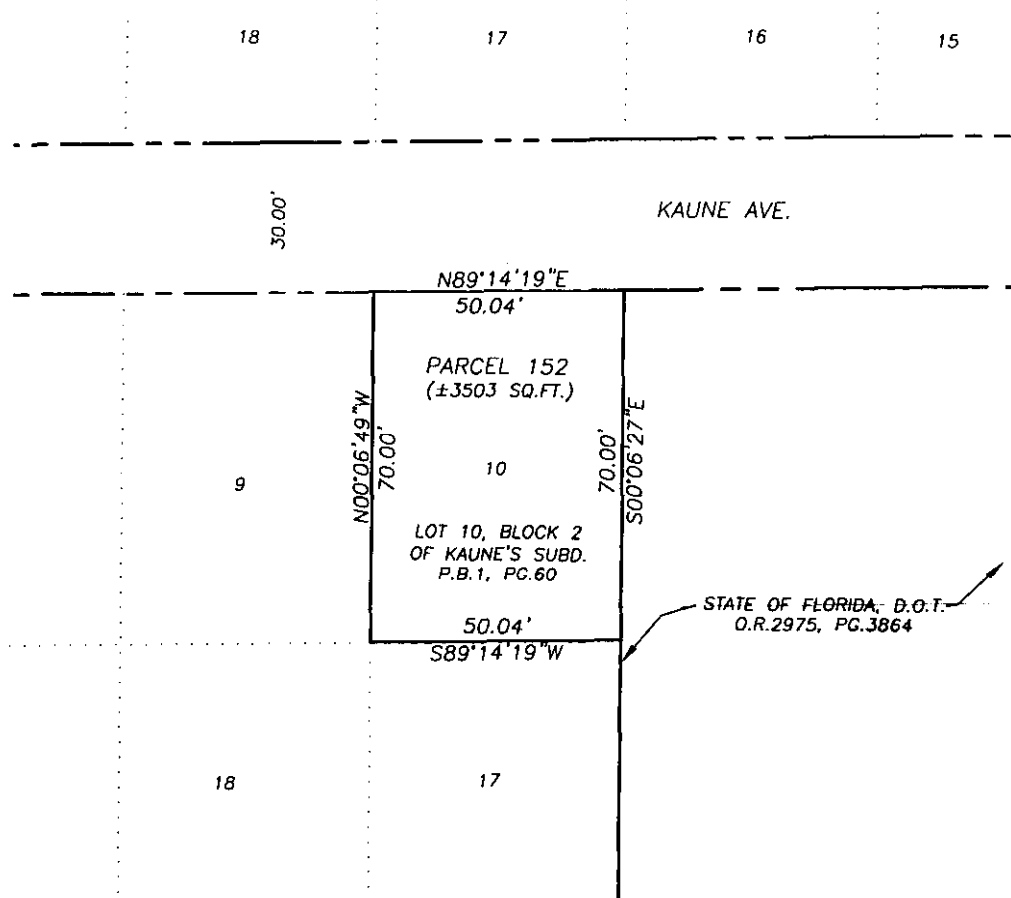 18
17
16
15
30.00'
KAUNE AVE.
N89°14'19"E
50.04'
PARCEL 152
(±3503 SQ.FT.)
N00°06'49"W
70.00'
70.00'
S00°06'27"E
9
10
LOT 10, BLOCK 2
OF KAUNE'S SUBD.
P.B.1, PG.60
STATE OF FLORIDA, D.O.T.
O.R.2975, PG.3864
50.04'
S89°14'19"W
18
17